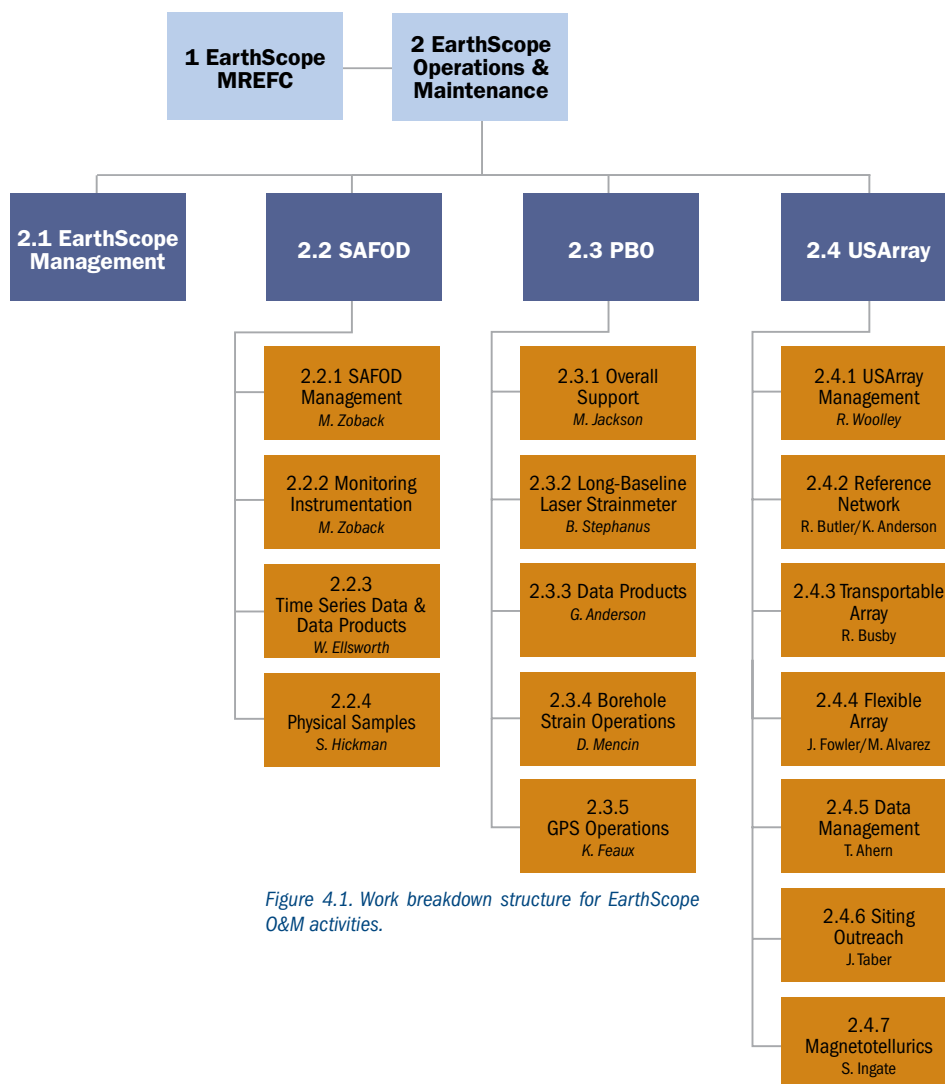 1 EarthScope
MREFC
2 EarthScope
Operations &
Maintenance
2.1 EarthScope
Management
2.2 SAFOD
2.3 PBO
2.4 USArray
2.2.1 SAFOD
Management
M. Zoback
2.2.2 Monitoring
Instrumentation
M. Zoback
2.2.3
Time Series Data &
Data Products
W. Ellsworth
2.2.4
Physical Samples
S. Hickman
2.3.1 Overall
Support
M. Jackson
2.3.2 Long-Baseline
Laser Strainmeter
B. Stephanus
2.3.3 Data Products
G. Anderson
2.3.4 Borehole
Strain Operations
D. Mencin
2.3.5
GPS Operations
K. Feaux
2.4.1 USArray
Management
R. Woolley
2.4.2 Reference
Network
R. Butler/K. Anderson
2.4.3 Transportable
Array
R. Busby
2.4.4 Flexible
Array
J. Fowler/M. Alvarez
2.4.5 Data
Management
T. Ahern
2.4.6 Siting
Outreach
J. Taber
2.4.7
Magnetotellurics
S. Ingate
Figure 4.1. Work breakdown structure for EarthScope
O&M activities.